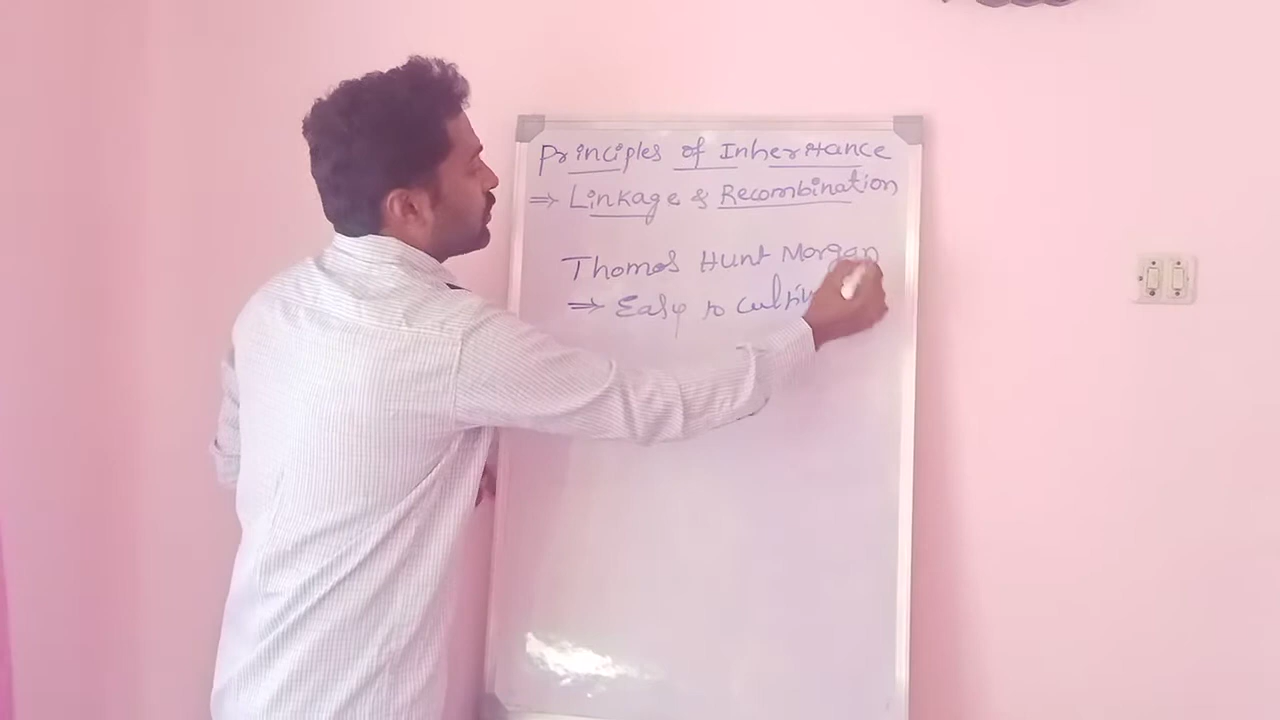 Principles of Inheritance
⇒ Linkage & Recombination
Thomas Hunt Morgan
⇒ Easy to